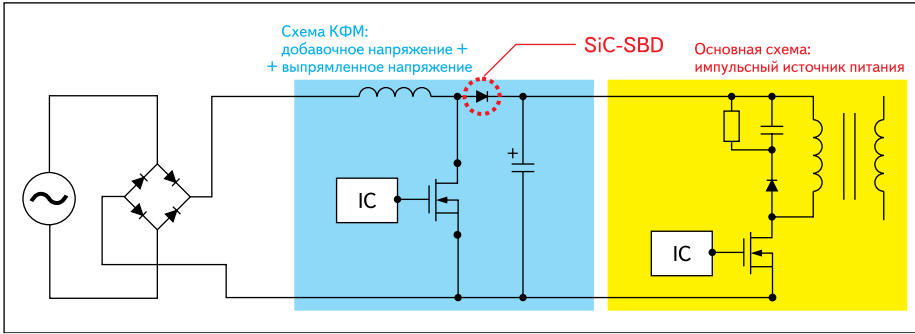 Схема КФМ:
добавочное напряжение +
+ выпрямленное напряжение
SiC-SBD
Основная схема:
импульсный источник питания
IC
+
IC